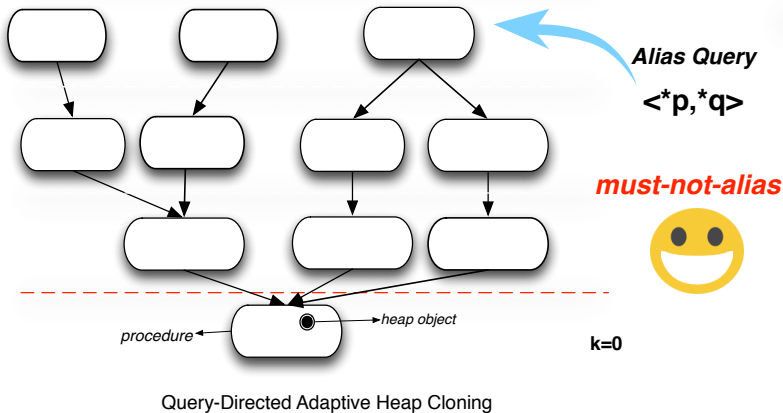 Alias Query
<*p,*q>
must-not-alias
procedure
heap object
k=0
Query-Directed Adaptive Heap Cloning